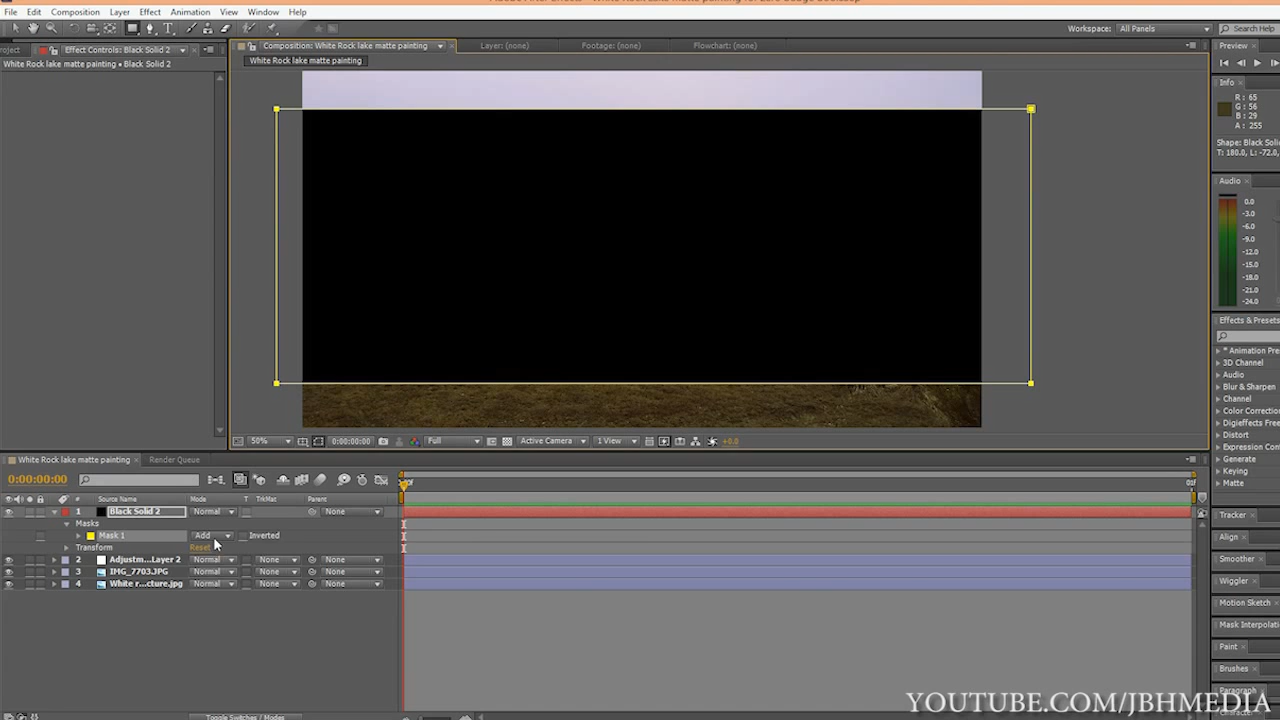 File Edit Composition Layer Effect Animation View Window Help
Workspace: All Panels Search Help
Effect Controls: Black Solid 2
Composition: White Rock lake matte painting
Layer: (none)
Footage: (none)
Flowchart: (none)
Preview
White Rock lake matte painting • Black Solid 2
White Rock lake matte painting
Info
R: 65
G: 56
B: 29
A: 255
Shape: Black Solid
T: 180.0, L: -72.0,
Audio
0.0
-3.0
-6.0
-9.0
-12.0
-15.0
-18.0
-21.0
-24.0
Effects & Presets
* Animation Pre
3D Channel
Audio
Blur & Sharpen
Channel
Color Correctio
Digieffects Free
Distort
Expression Cont
Generate
Keying
Matte
50% 0:00:00:00 Full Active Camera 1 View +0.0
White Rock lake matte painting Render Queue
0:00:00:00
# Source Name Mode T TrkMat Parent
1 Black Solid 2 Normal None
Masks
Mask 1 Add Inverted
Transform Reset
2 Adjustm...Layer 2 Normal None None
3 IMG_7703.JPG Normal None None
4 White r...cture.jpg Normal None None
Toggle Switches / Modes
Tracker
Align
Smoother
Wiggler
Motion Sketch
Mask Interpolati
Paint
Brushes
Paragraph
YOUTUBE.COM/JBHMEDIA